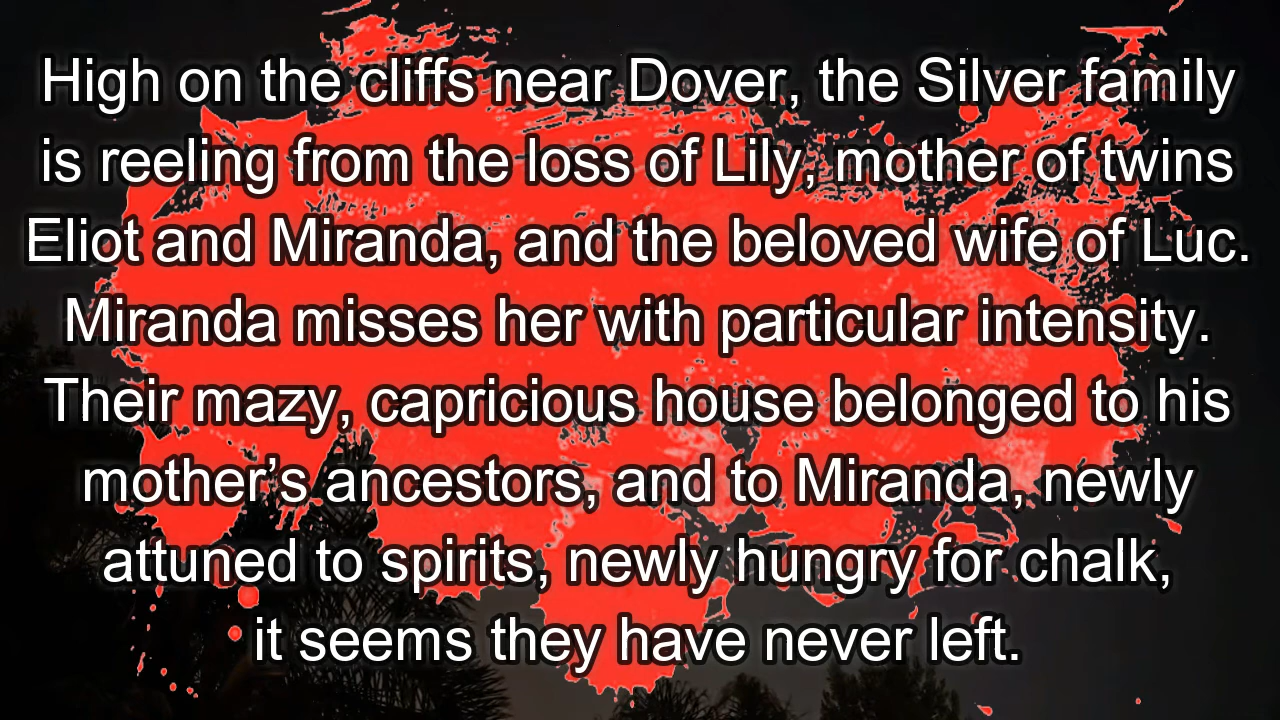 High on the cliffs near Dover, the Silver family
is reeling from the loss of Lily, mother of twins
Eliot and Miranda, and the beloved wife of Luc.
Miranda misses her with particular intensity.
Their mazy, capricious house belonged to his
mother’s ancestors, and to Miranda, newly
attuned to spirits, newly hungry for chalk,
it seems they have never left.